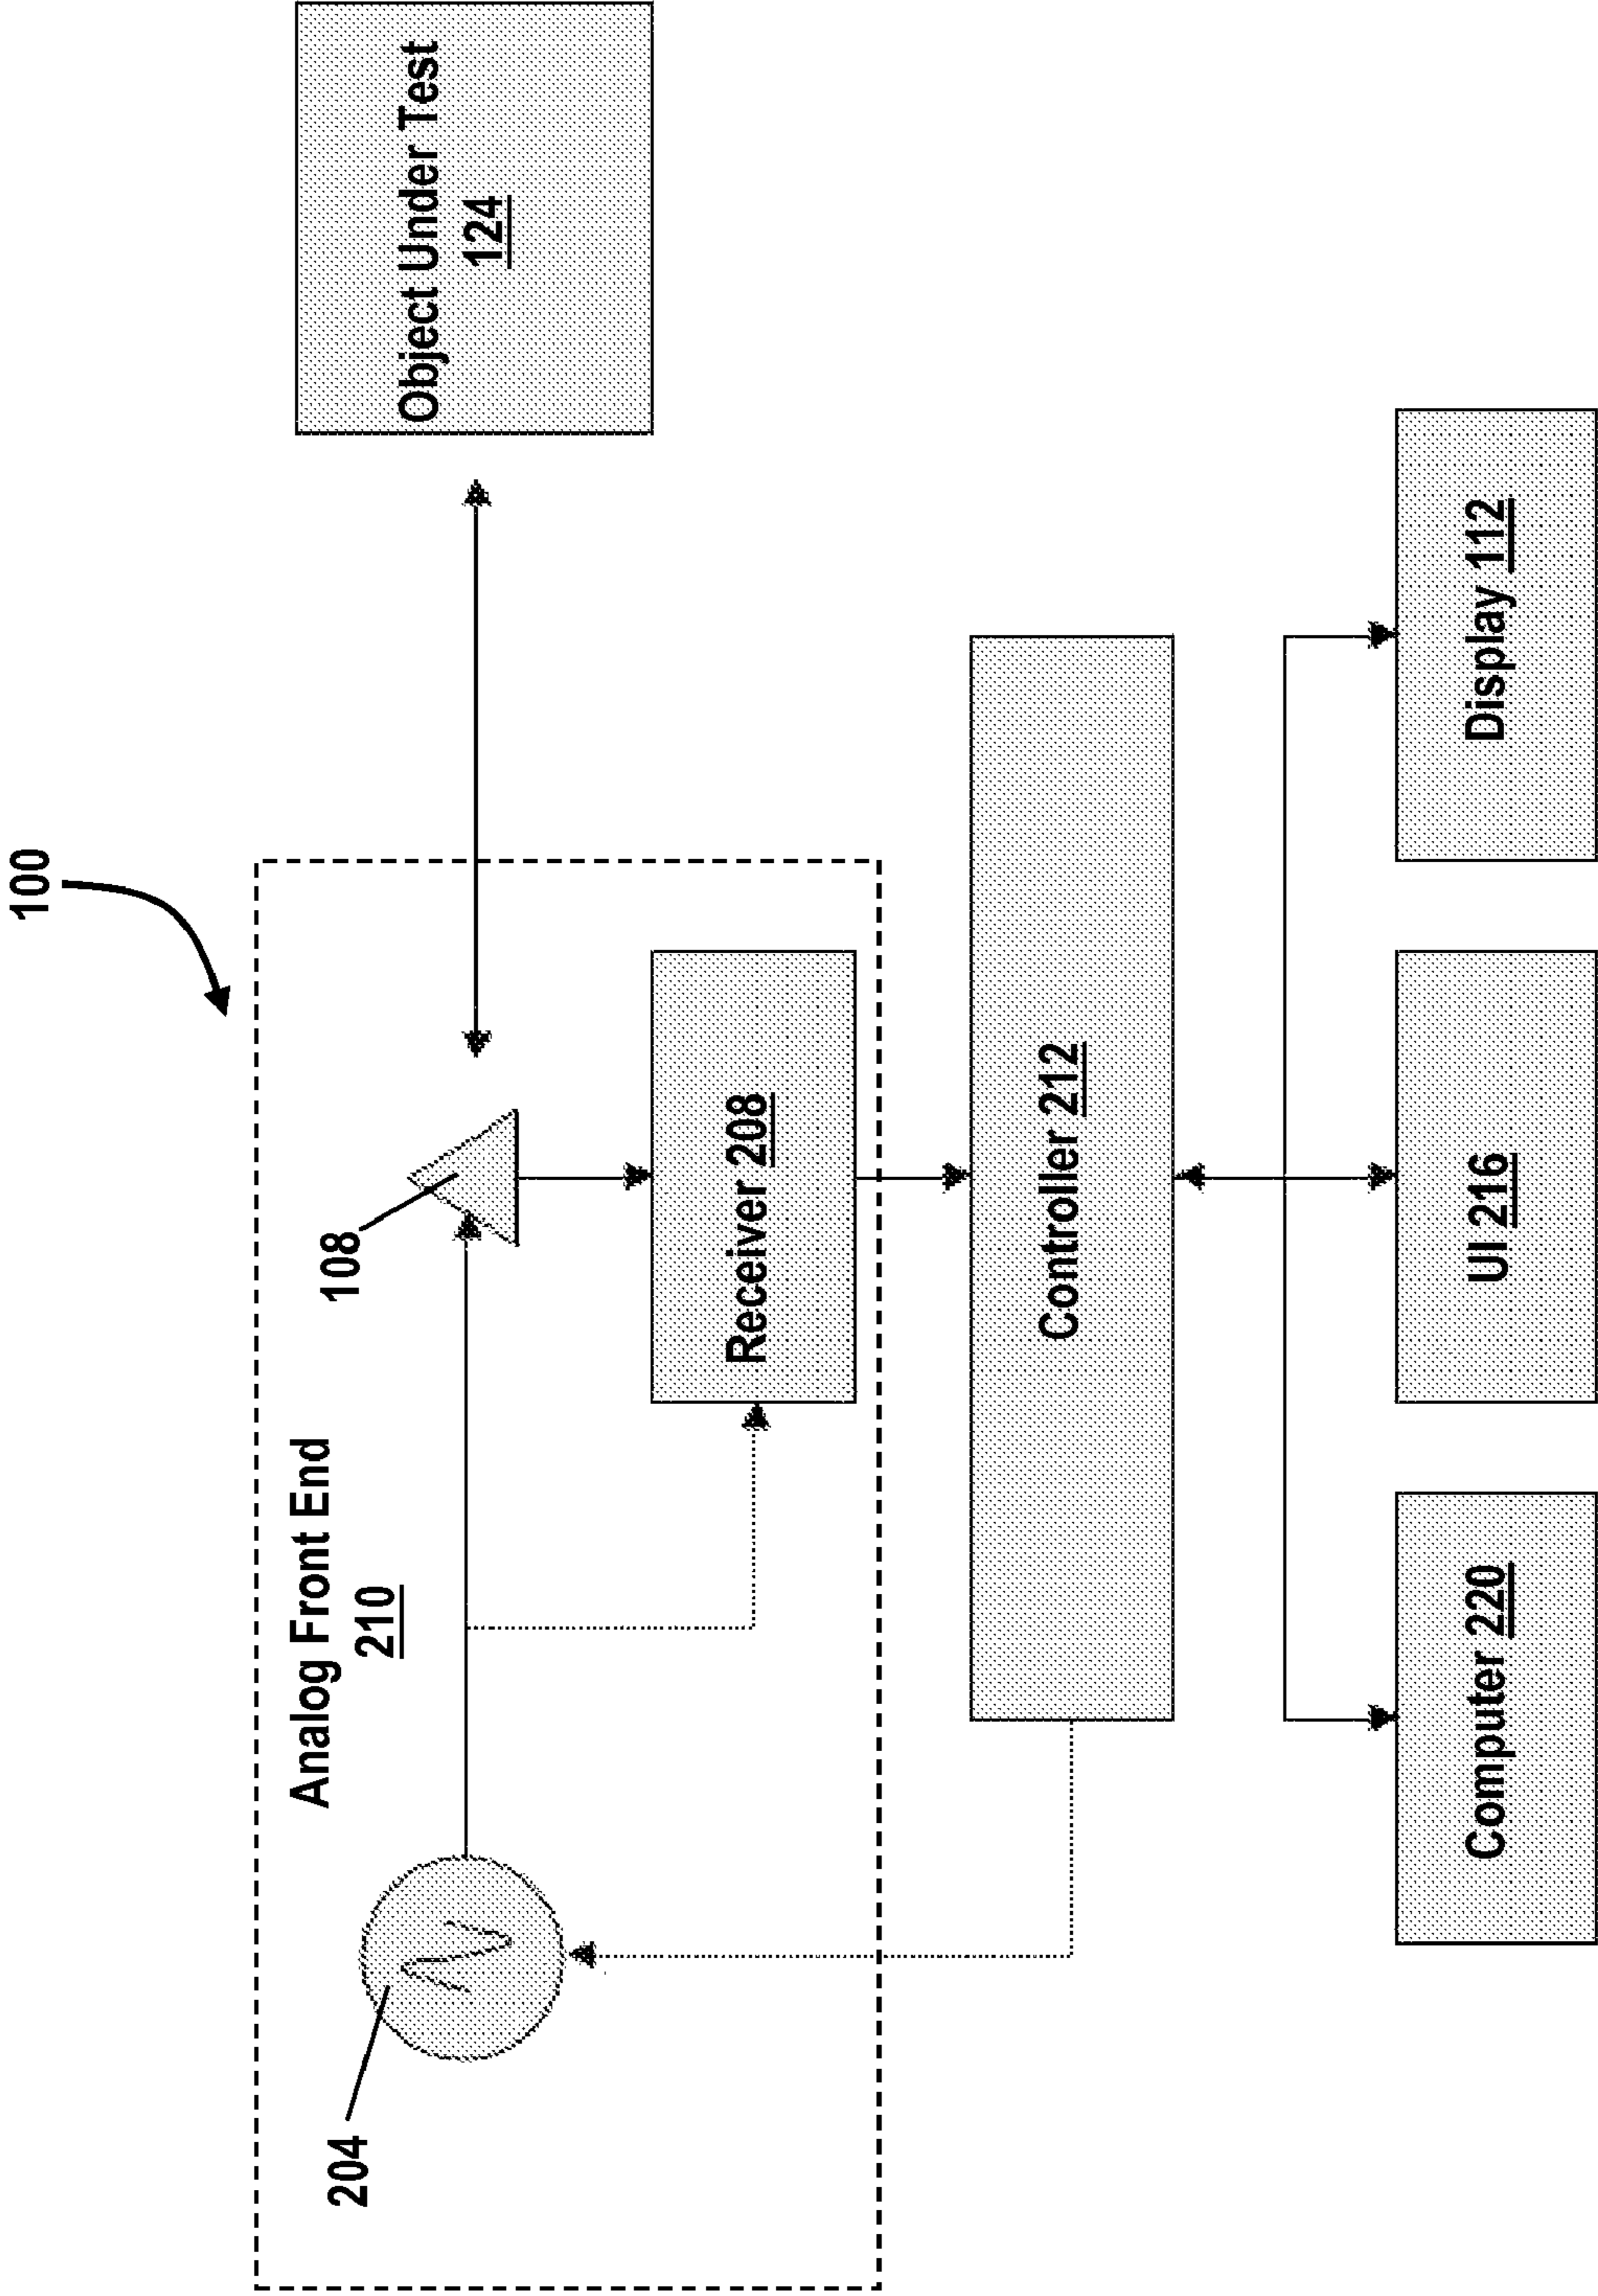 100
Object Under Test
124
Analog Front End
210
108
204
Receiver 208
Controller 212
Computer 220
UI 216
Display 112